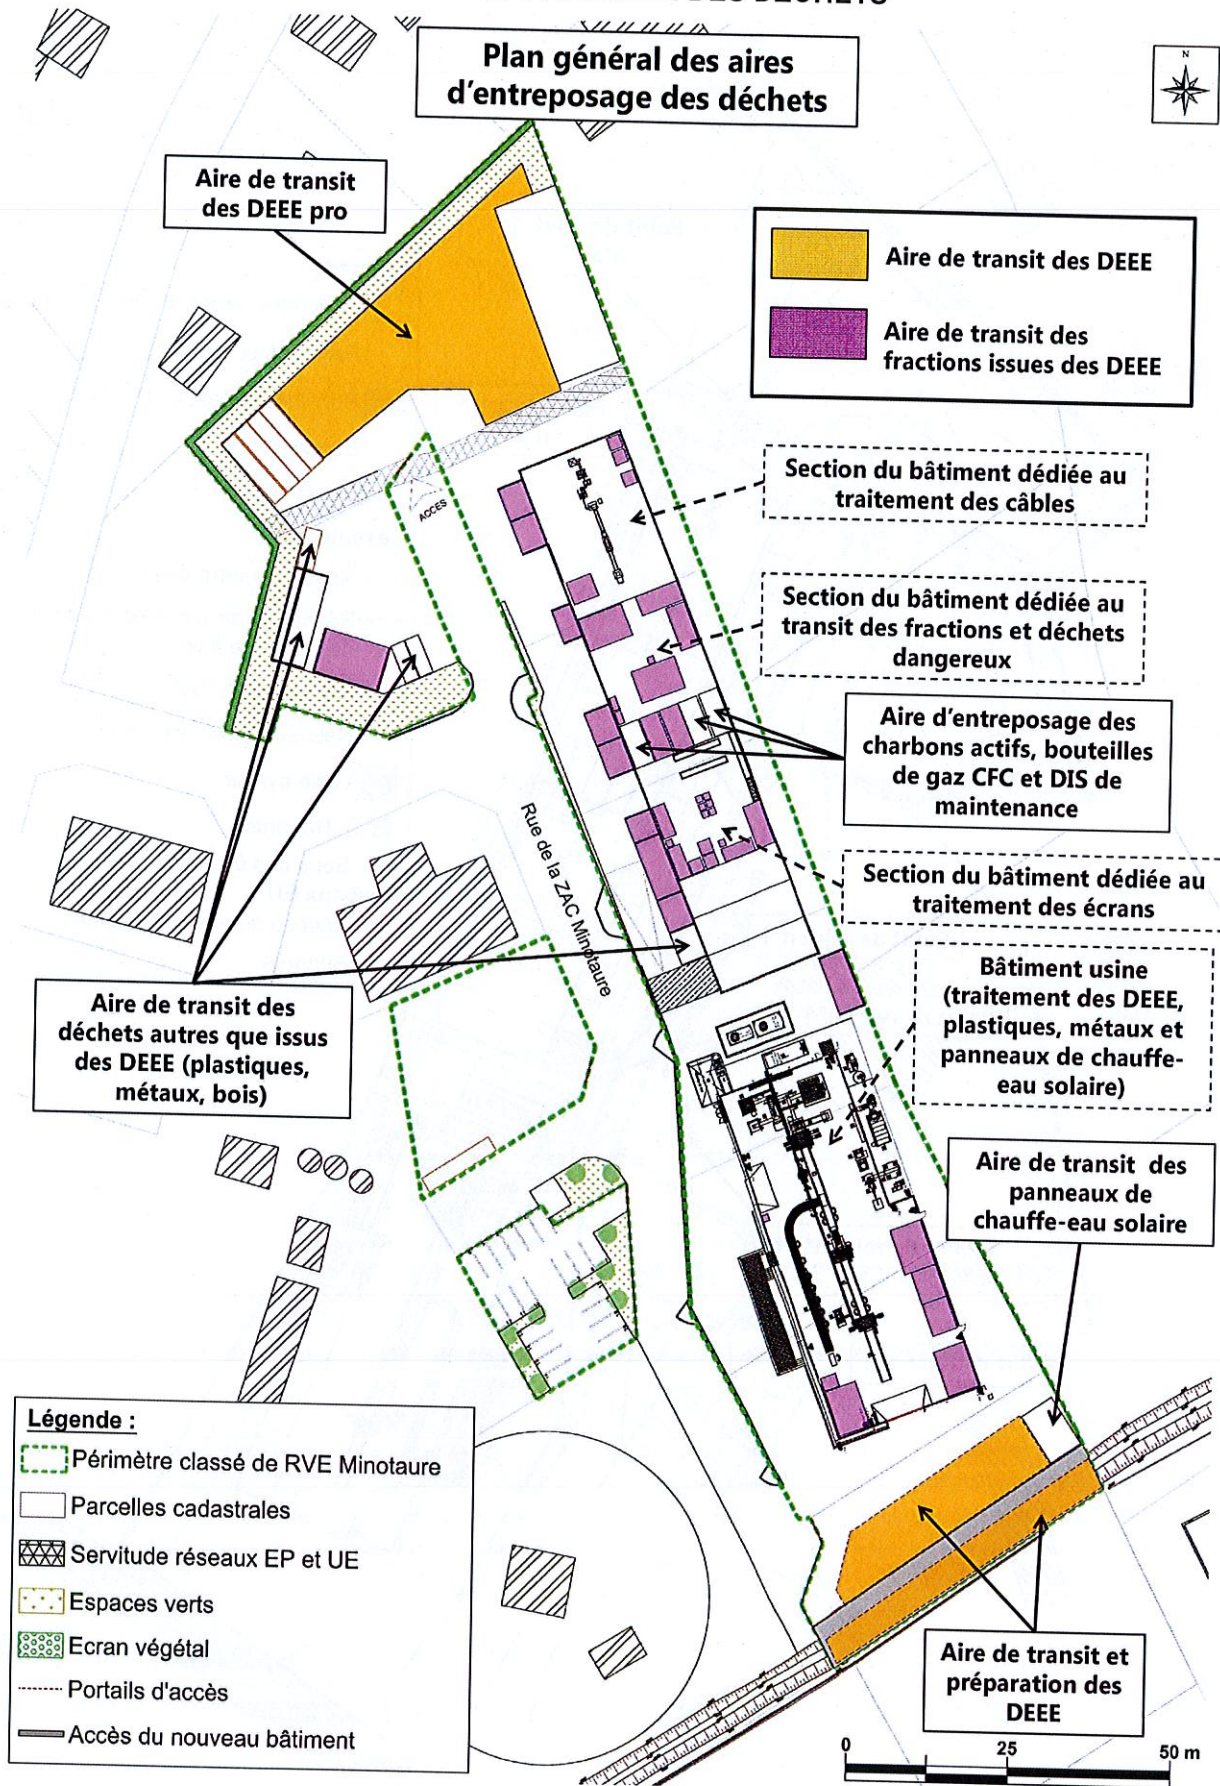 Plan général des aires
d'entreposage des déchets
N
Aire de transit
des DEEE pro
Aire de transit des DEEE
Aire de transit des
fractions issues des DEEE
Section du bâtiment dédiée au
traitement des câbles
ACCES
Section du bâtiment dédiée au
transit des fractions et déchets
dangereux
Aire d'entreposage des
charbons actifs, bouteilles
de gaz CFC et DIS de
maintenance
Rue de la ZAC Minotaure
Section du bâtiment dédiée au
traitement des écrans
Bâtiment usine
(traitement des DEEE,
plastiques, métaux et
panneaux de chauffe-
eau solaire)
Aire de transit des
déchets autres que issus
des DEEE (plastiques,
métaux, bois)
Aire de transit des
panneaux de
chauffe-eau solaire
Légende :
Périmètre classé de RVE Minotaure
Parcelles cadastrales
Servitude réseaux EP et UE
Espaces verts
Ecran végétal
Portails d'accès
Accès du nouveau bâtiment
Aire de transit et
préparation des
DEEE
0 25 50 m